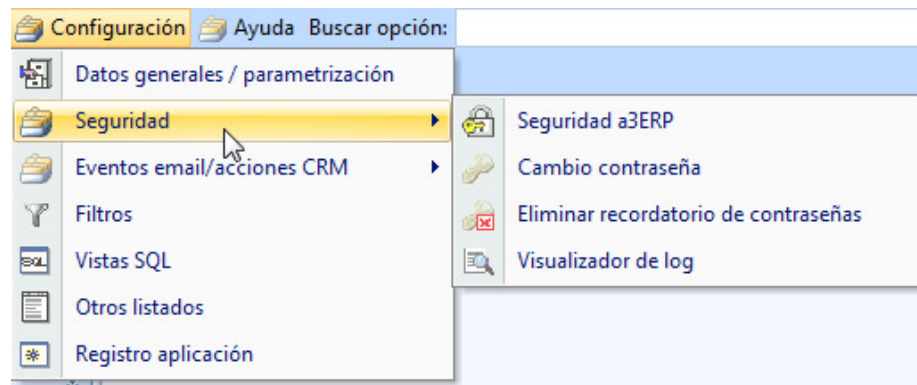 Configuración Ayuda Buscar opción:
Datos generales / parametrización
Seguridad
Eventos email/acciones CRM
Filtros
SQL Vistas SQL
Otros listados
Registro aplicación
Seguridad a3ERP
Cambio contraseña
Eliminar recordatorio de contraseñas
Visualizador de log